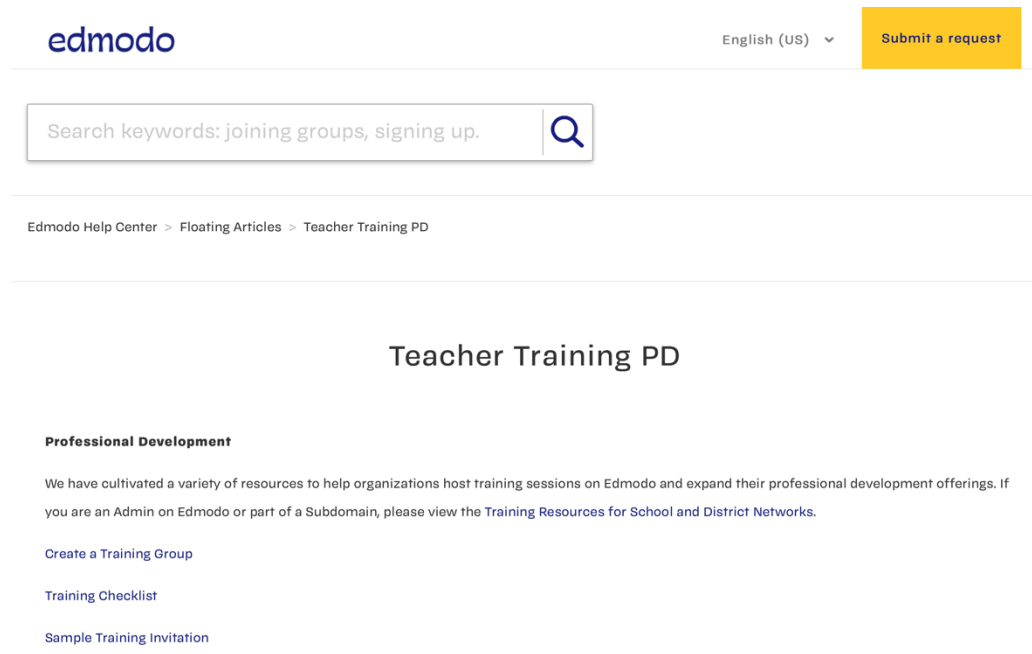 edmodo
English (US)
Submit a request
Search keywords: joining groups, signing up.
Edmodo Help Center > Floating Articles > Teacher Training PD
Teacher Training PD
Professional Development
We have cultivated a variety of resources to help organizations host training sessions on Edmodo and expand their professional development offerings. If
you are an Admin on Edmodo or part of a Subdomain, please view the Training Resources for School and District Networks.
Create a Training Group
Training Checklist
Sample Training Invitation